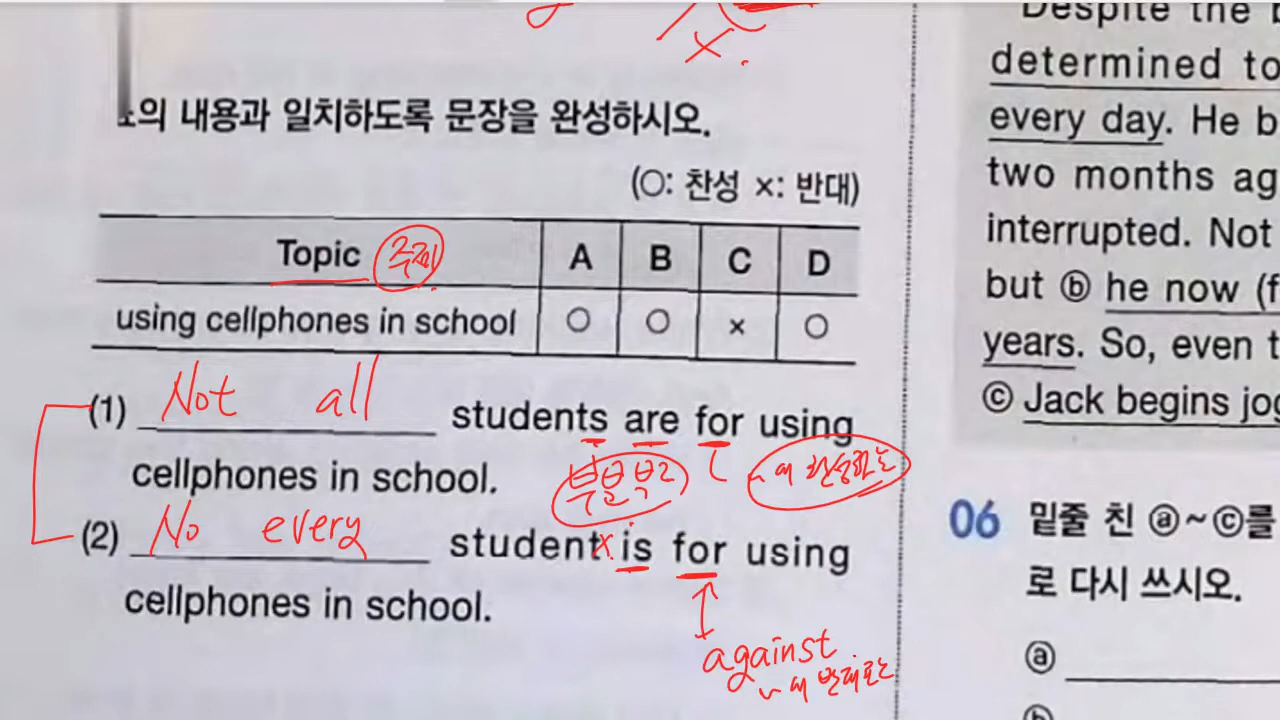 Despite the
determined to
every day. He b
two months ag
interrupted. Not
but ⓑ he now (f
years. So, even t
ⓒ Jack begins jog
의 내용과 일치하도록 문장을 완성하시오.
(○: 찬성 ×: 반대)
Topic 주제 A B C D
using cellphones in school ○ ○ × ○
(1) Not all students are for using
cellphones in school. 부분부정 ~에 찬성하는
(2) No every student x is for using
cellphones in school.
against
~에 반대하는
06 밑줄 친 ⓐ~ⓒ를
로 다시 쓰시오.
ⓐ